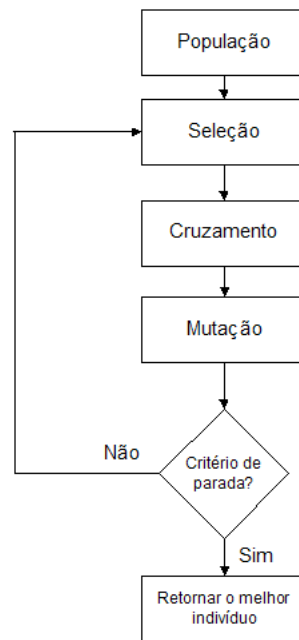 População
Seleção
Cruzamento
Mutação
Não
Critério de
parada?
Sim
Retornar o melhor
indivíduo